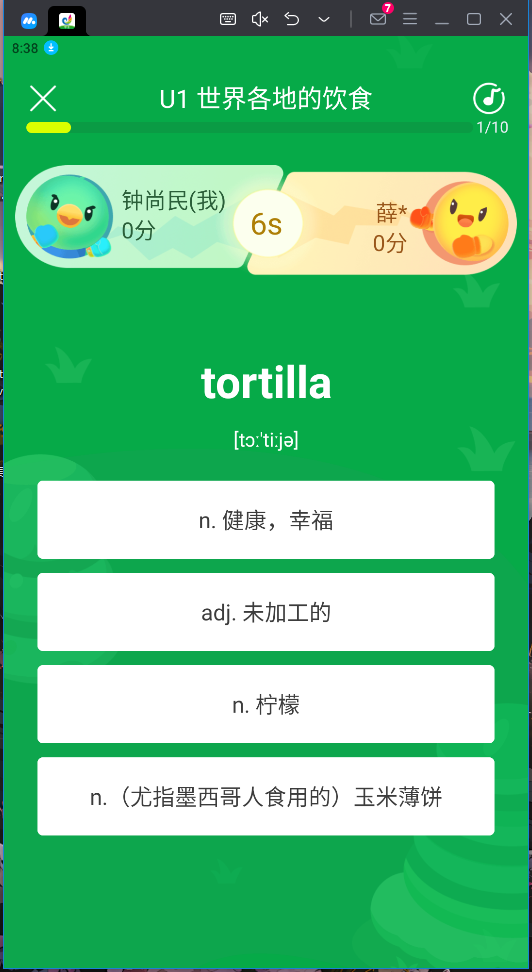 7
8:38
U1 世界各地的饮食
1/10
钟尚民(我)
0分
6s
薛*
0分
tortilla
[tɔːˈtiːjə]
n. 健康，幸福
adj. 未加工的
n. 柠檬
n.（尤指墨西哥人食用的）玉米薄饼